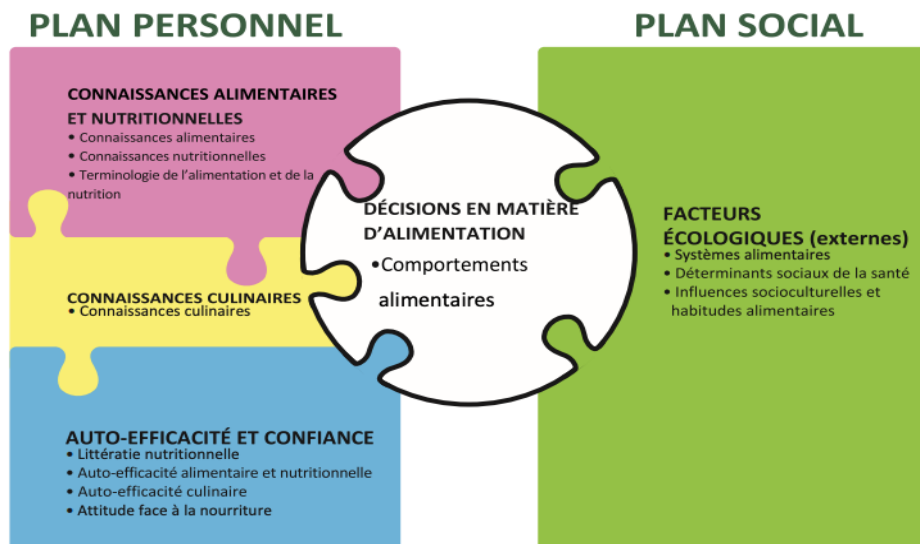 PLAN PERSONNEL
CONNAISSANCES ALIMENTAIRES
ET NUTRITIONNELLES
• Connaissances alimentaires
• Connaissances nutritionnelles
• Terminologie de l’alimentation et de la
nutrition
CONNAISSANCES CULINAIRES
• Connaissances culinaires
AUTO-EFFICACITÉ ET CONFIANCE
• Littératie nutritionnelle
• Auto-efficacité alimentaire et nutritionnelle
• Auto-efficacité culinaire
• Attitude face à la nourriture
DÉCISIONS EN MATIÈRE
D’ALIMENTATION
•Comportements
alimentaires
PLAN SOCIAL
FACTEURS
ÉCOLOGIQUES (externes)
• Systèmes alimentaires
• Déterminants sociaux de la santé
• Influences socioculturelles et
habitudes alimentaires